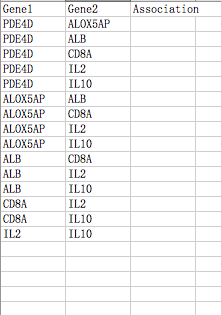 Gene1 Gene2 Association
PDE4D ALOX5AP
PDE4D ALB
PDE4D CD8A
PDE4D IL2
PDE4D IL10
ALOX5AP ALB
ALOX5AP CD8A
ALOX5AP IL2
ALOX5AP IL10
ALB CD8A
ALB IL2
ALB IL10
CD8A IL2
CD8A IL10
IL2 IL10